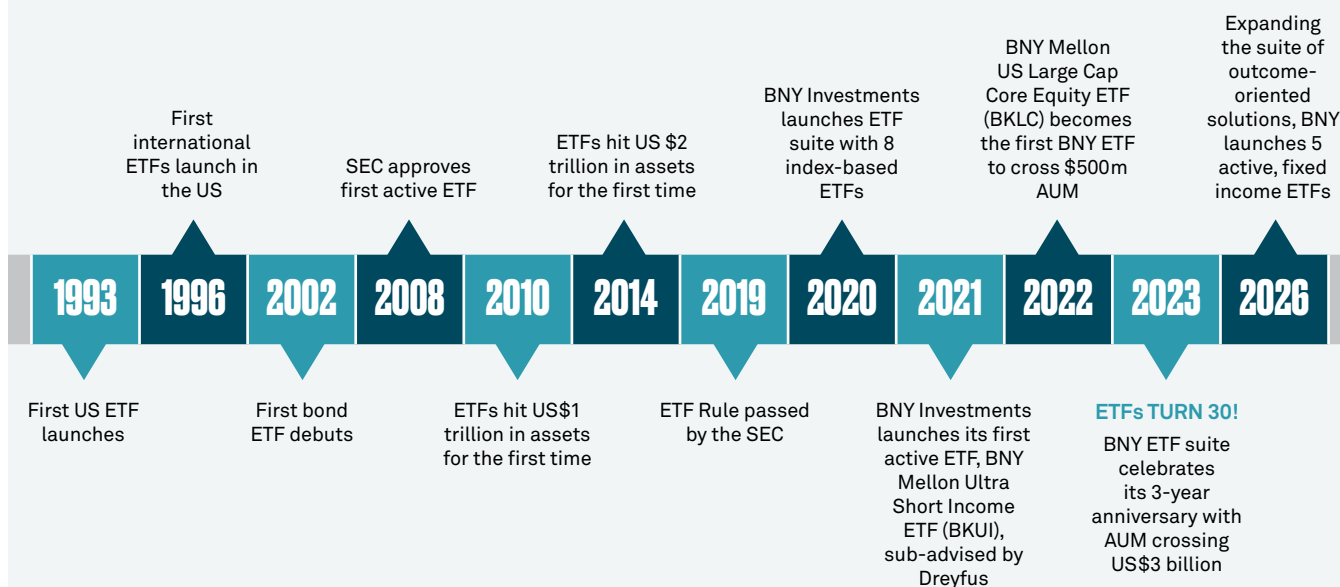 First
international
ETFs launch in
the US
SEC approves
first active ETF
ETFs hit US $2
trillion in assets
for the first time
BNY Investments
launches ETF
suite with 8
index-based
ETFs
BNY Mellon
US Large Cap
Core Equity ETF
(BKLC) becomes
the first BNY ETF
to cross $500m
AUM
Expanding
the suite of
outcome-
oriented
solutions, BNY
launches 5
active, fixed
income ETFs
1993
1996
2002
2008
2010
2014
2019
2020
2021
2022
2023
2026
First US ETF
launches
First bond
ETF debuts
ETFs hit US$1
trillion in assets
for the first time
ETF Rule passed
by the SEC
BNY Investments
launches its first
active ETF, BNY
Mellon Ultra
Short Income
ETF (BKUI),
sub-advised by
Dreyfus
ETFs TURN 30!
BNY ETF suite
celebrates
its 3-year
anniversary with
AUM crossing
US$3 billion